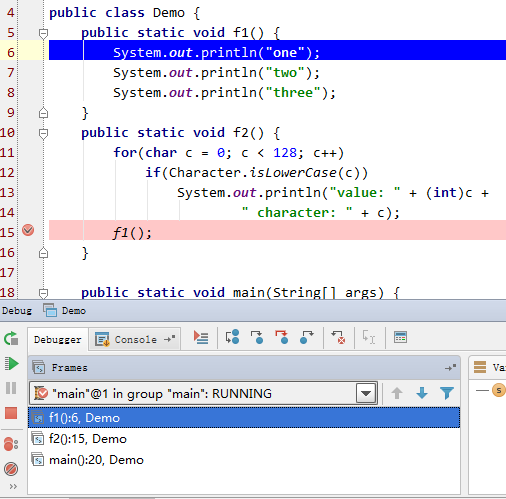 4 public class Demo {
5 public static void f1() {
6 System.out.println("one");
7 System.out.println("two");
8 System.out.println("three");
9 }
10 public static void f2() {
11 for(char c = 0; c < 128; c++)
12 if(Character.isLowerCase(c))
13 System.out.println("value: " + (int)c +
14 " character: " + c);
15 f1();
16 }
17
18 public static void main(String[] args) {
Debug Demo
Debugger Console
Frames Var
"main"@1 in group "main": RUNNING
f1():6, Demo
f2():15, Demo
main():20, Demo